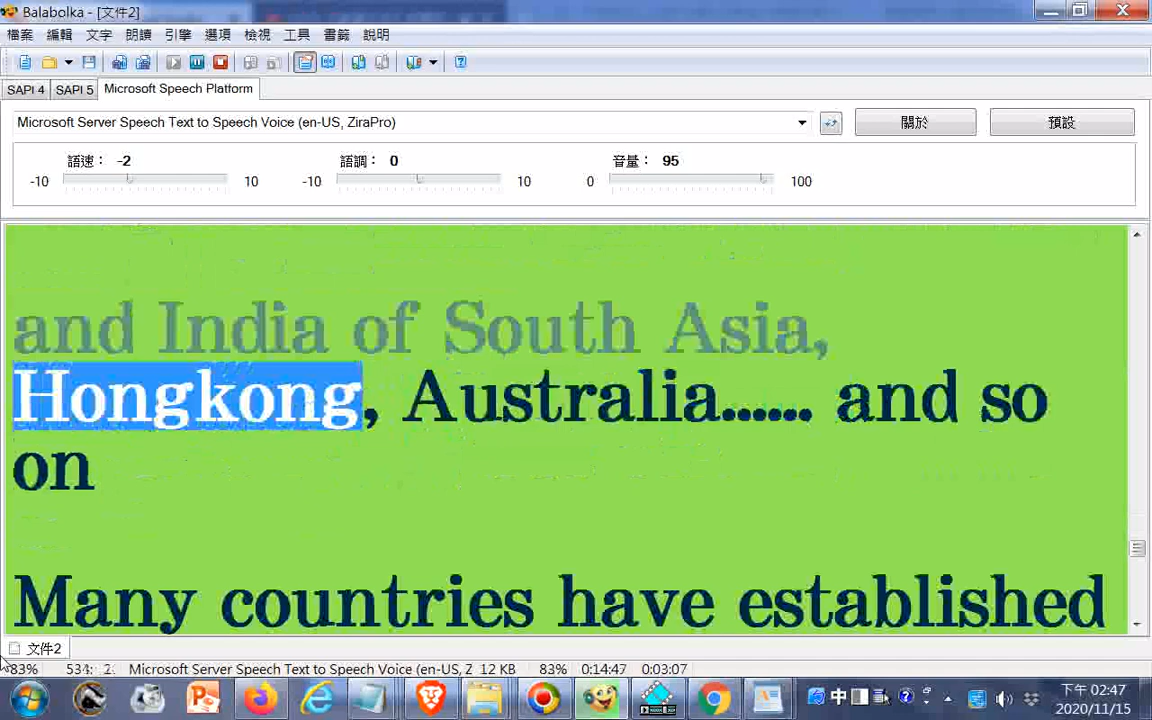 Balabolka - [文件2]
檔案 編輯 文字 朗讀 引擎 選項 檢視 工具 書籤 說明
SAPI 4 SAPI 5 Microsoft Speech Platform
Microsoft Server Speech Text to Speech Voice (en-US, ZiraPro) 關於 預設
語速： -2 語調： 0 音量： 95
-10 10 -10 10 0 100
and India of South Asia,
Hongkong, Australia...... and so
on
Many countries have established
文件2
83% 534: 2 Microsoft Server Speech Text to Speech Voice (en-US, Z 12 KB 83% 0:14:47 0:03:07
中 下午 02:47
2020/11/15